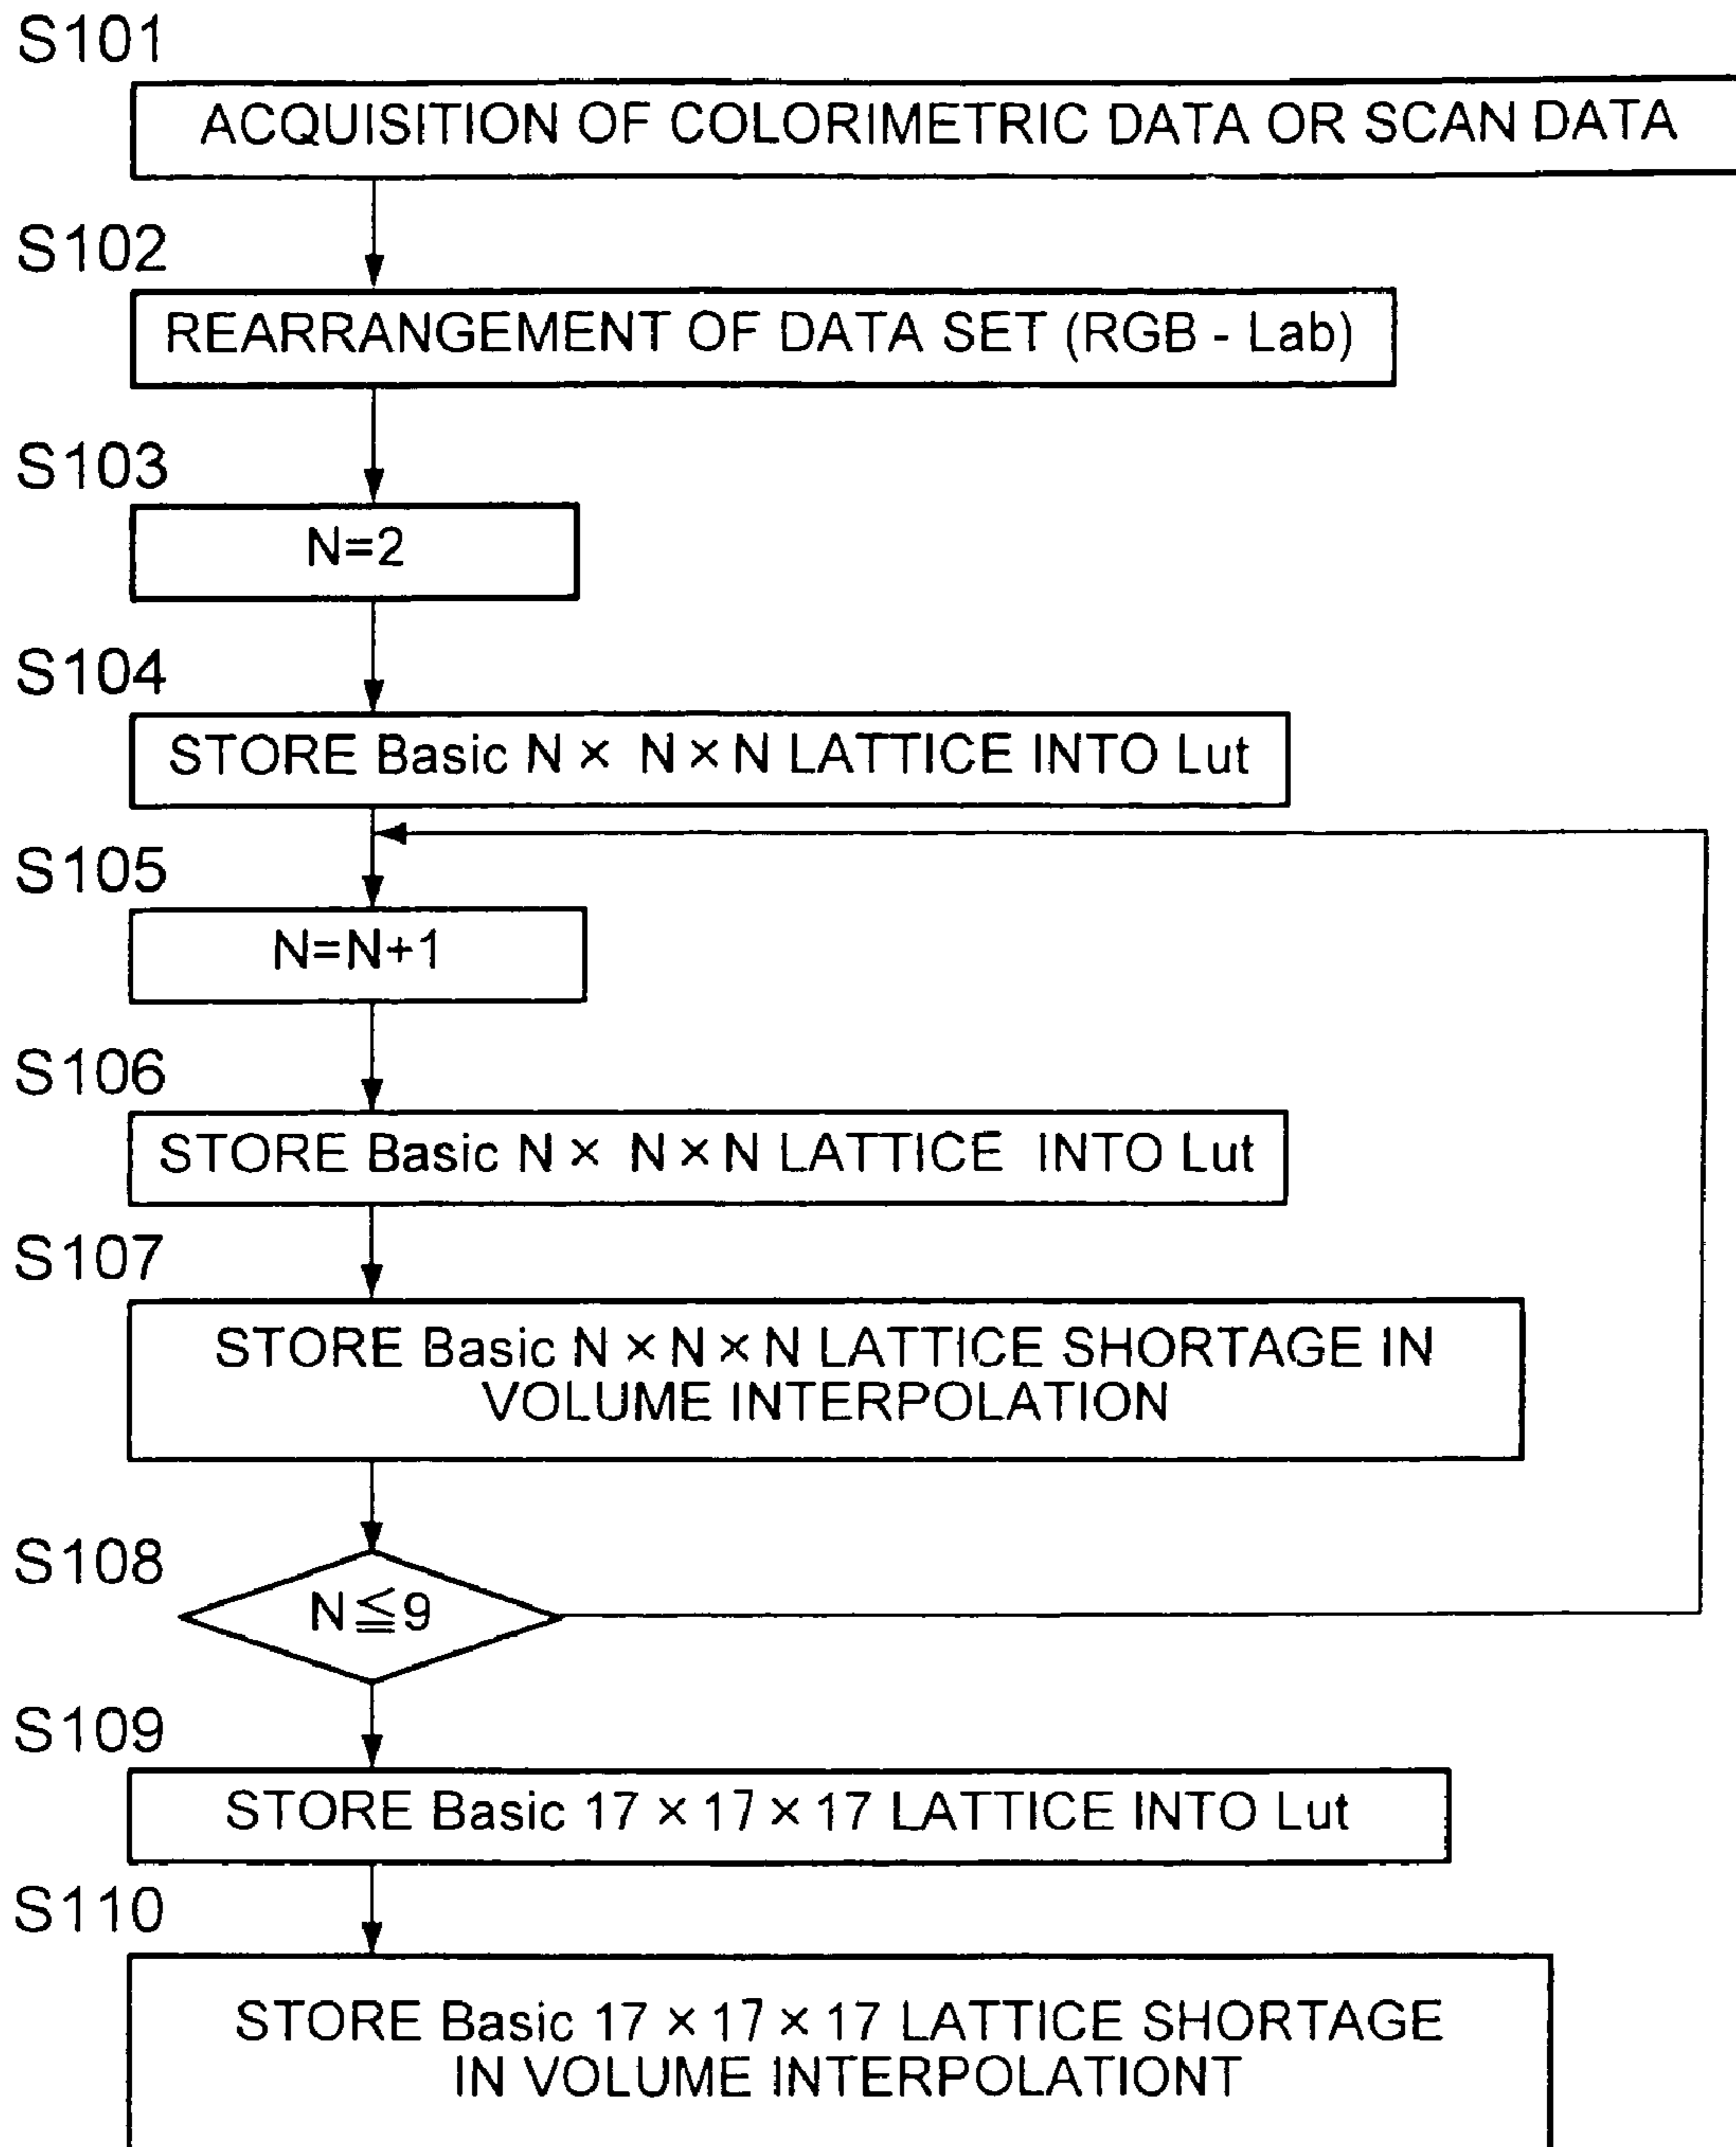 S101
ACQUISITION OF COLORIMETRIC DATA OR SCAN DATA
S102
REARRANGEMENT OF DATA SET (RGB - Lab)
S103
N=2
S104
STORE Basic N × N × N LATTICE INTO Lut
S105
N=N+1
S106
STORE Basic N × N × N LATTICE INTO Lut
S107
STORE Basic N × N × N LATTICE SHORTAGE IN
VOLUME INTERPOLATION
S108
N≦9
S109
STORE Basic 17 × 17 × 17 LATTICE INTO Lut
S110
STORE Basic 17 × 17 × 17 LATTICE SHORTAGE
IN VOLUME INTERPOLATIONT